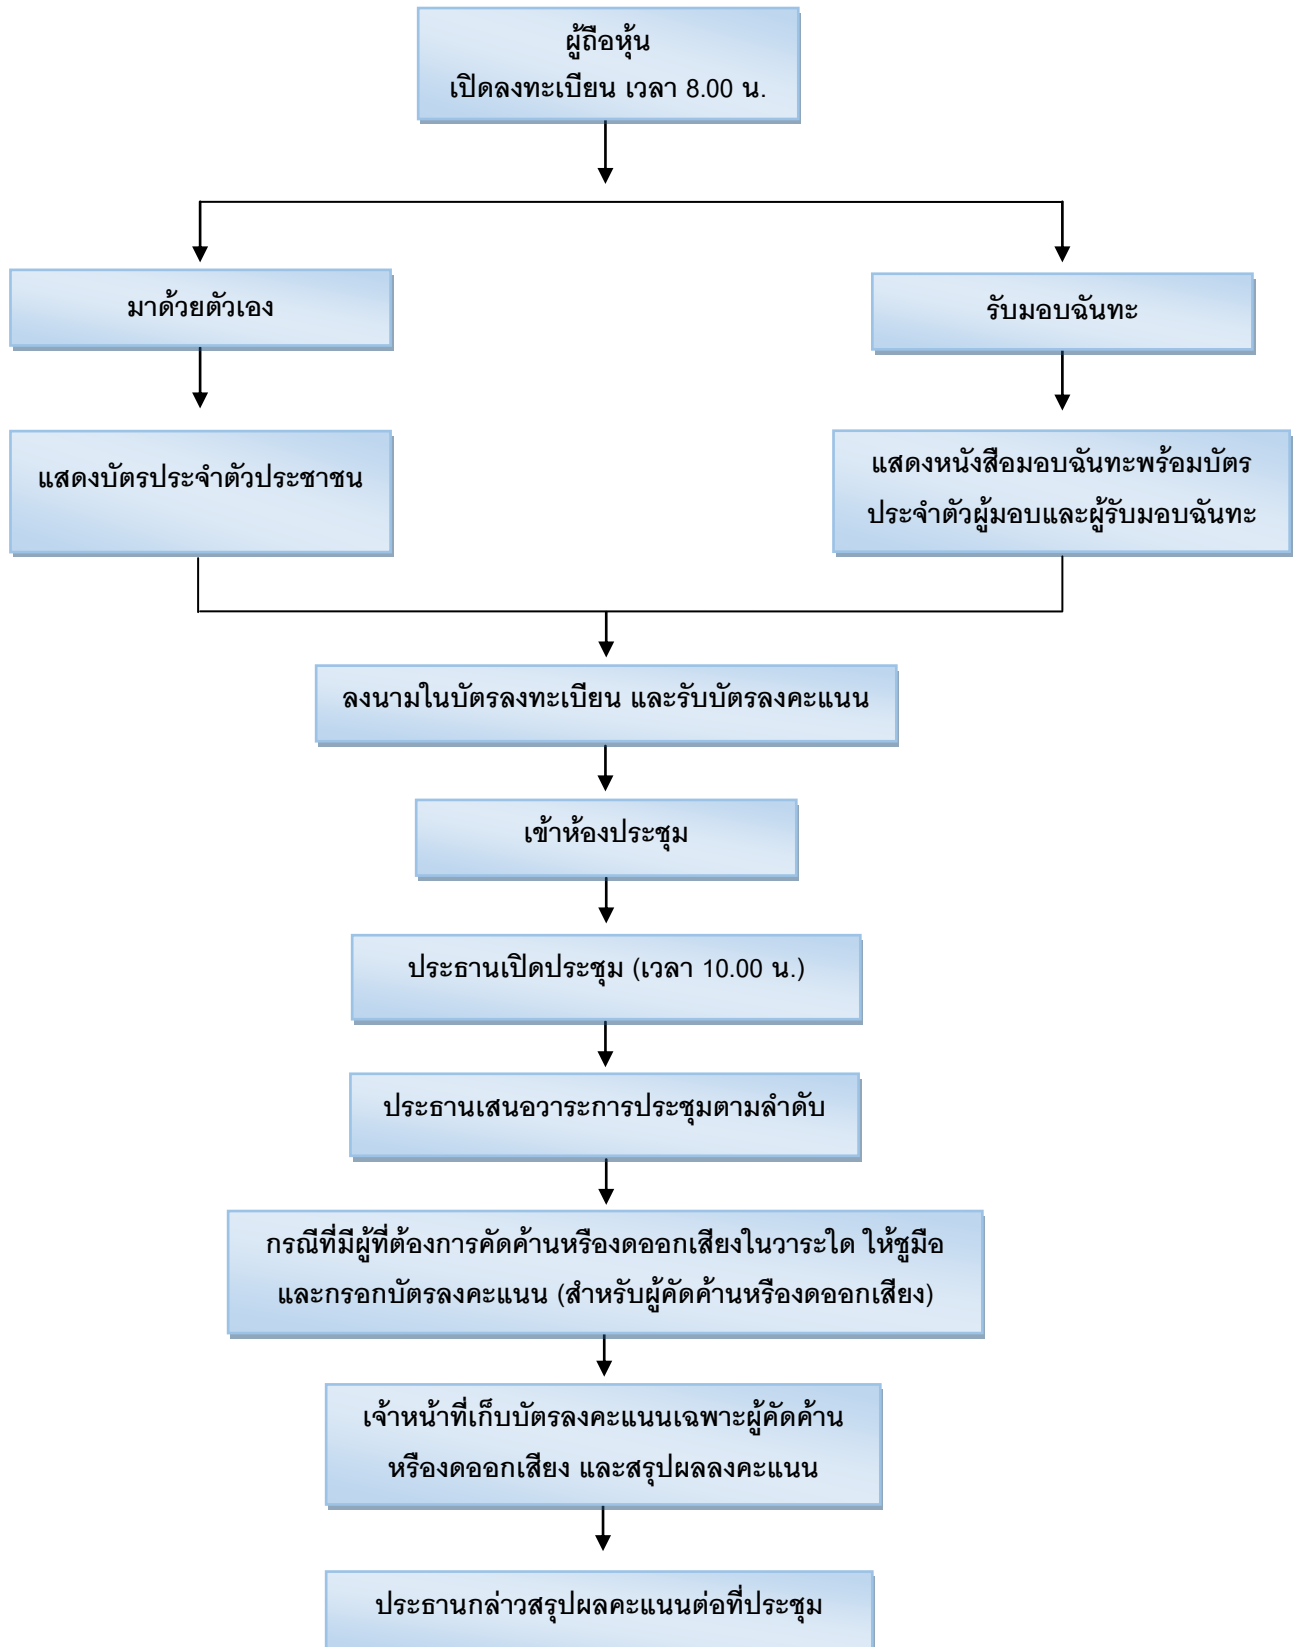 ผู้ถือหุ้น
เปิดลงทะเบียน เวลา 8.00 น.
มาด้วยตัวเอง
รับมอบฉันทะ
แสดงบัตรประจำตัวประชาชน
แสดงหนังสือมอบฉันทะพร้อมบัตร
ประจำตัวผู้มอบและผู้รับมอบฉันทะ
ลงนามในบัตรลงทะเบียน และรับบัตรลงคะแนน
เข้าห้องประชุม
ประธานเปิดประชุม (เวลา 10.00 น.)
ประธานเสนอวาระการประชุมตามลำดับ
กรณีที่มีผู้ที่ต้องการคัดค้านหรืองดออกเสียงในวาระใด ให้ชูมือ
และกรอกบัตรลงคะแนน (สำหรับผู้คัดค้านหรืองดออกเสียง)
เจ้าหน้าที่เก็บบัตรลงคะแนนเฉพาะผู้คัดค้าน
หรืองดออกเสียง และสรุปผลลงคะแนน
ประธานกล่าวสรุปผลคะแนนต่อที่ประชุม